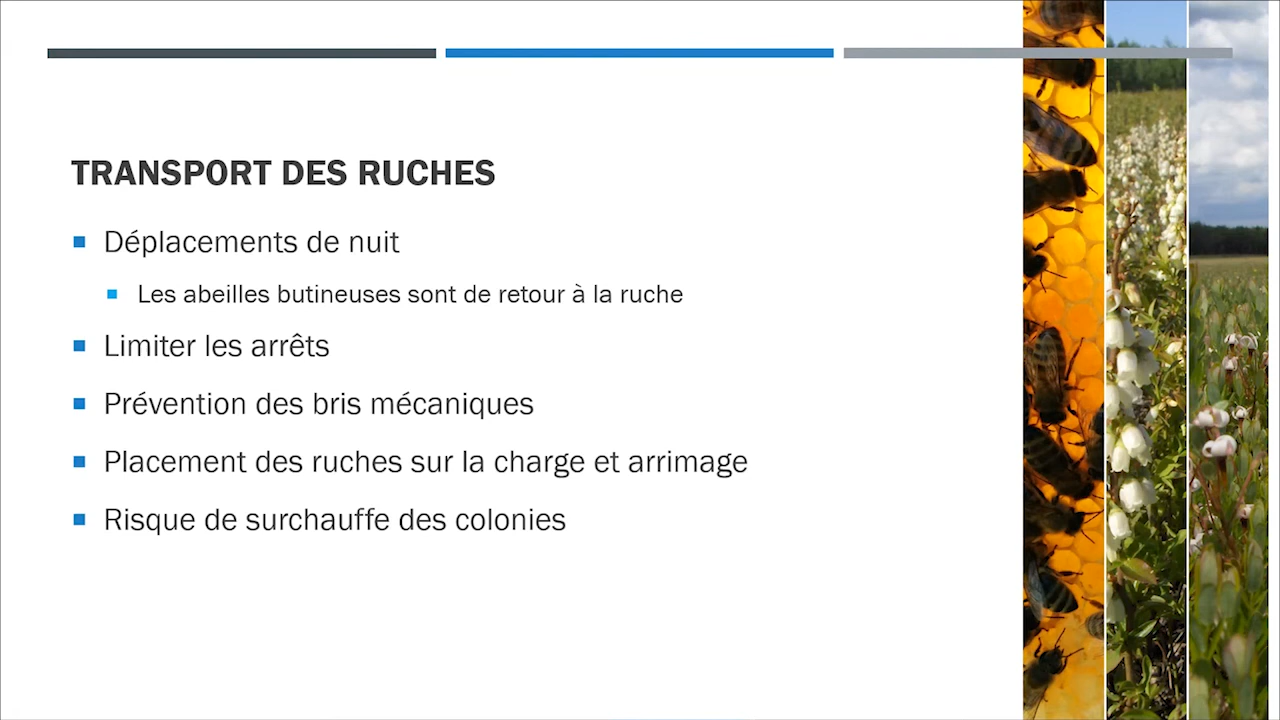 TRANSPORT DES RUCHES
Déplacements de nuit
Les abeilles butineuses sont de retour à la ruche
Limiter les arrêts
Prévention des bris mécaniques
Placement des ruches sur la charge et arrimage
Risque de surchauffe des colonies